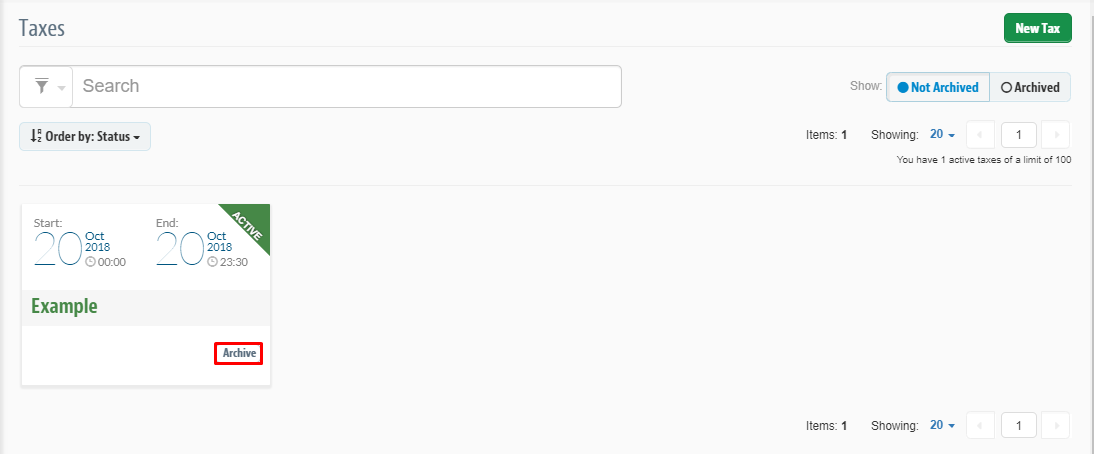 Taxes
New Tax
Search
Show: Not Archived Archived
Order by: Status
Items: 1 Showing: 20 1
You have 1 active taxes of a limit of 100
ACTIVE
Start: End:
20 Oct 2018 00:00 20 Oct 2018 23:30
Example
Archive
Items: 1 Showing: 20 1